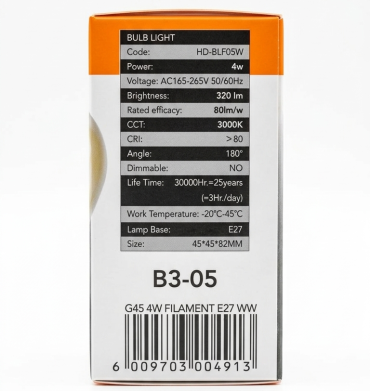 BULB LIGHT
Code: HD-BLF05W
Power: 4w
Voltage: AC165-265V 50/60Hz
Brightness: 320 lm
Rated efficacy: 80lm/w
CCT: 3000K
CRI: >80
Angle: 180°
Dimmable: NO
Life Time: 30000Hr.=25years
(=3Hr./day)
Work Temperature: -20°C-45°C
Lamp Base: E27
Size: 45*45*82MM
B3-05
G45 4W FILAMENT E27 WW
6 009703 004913